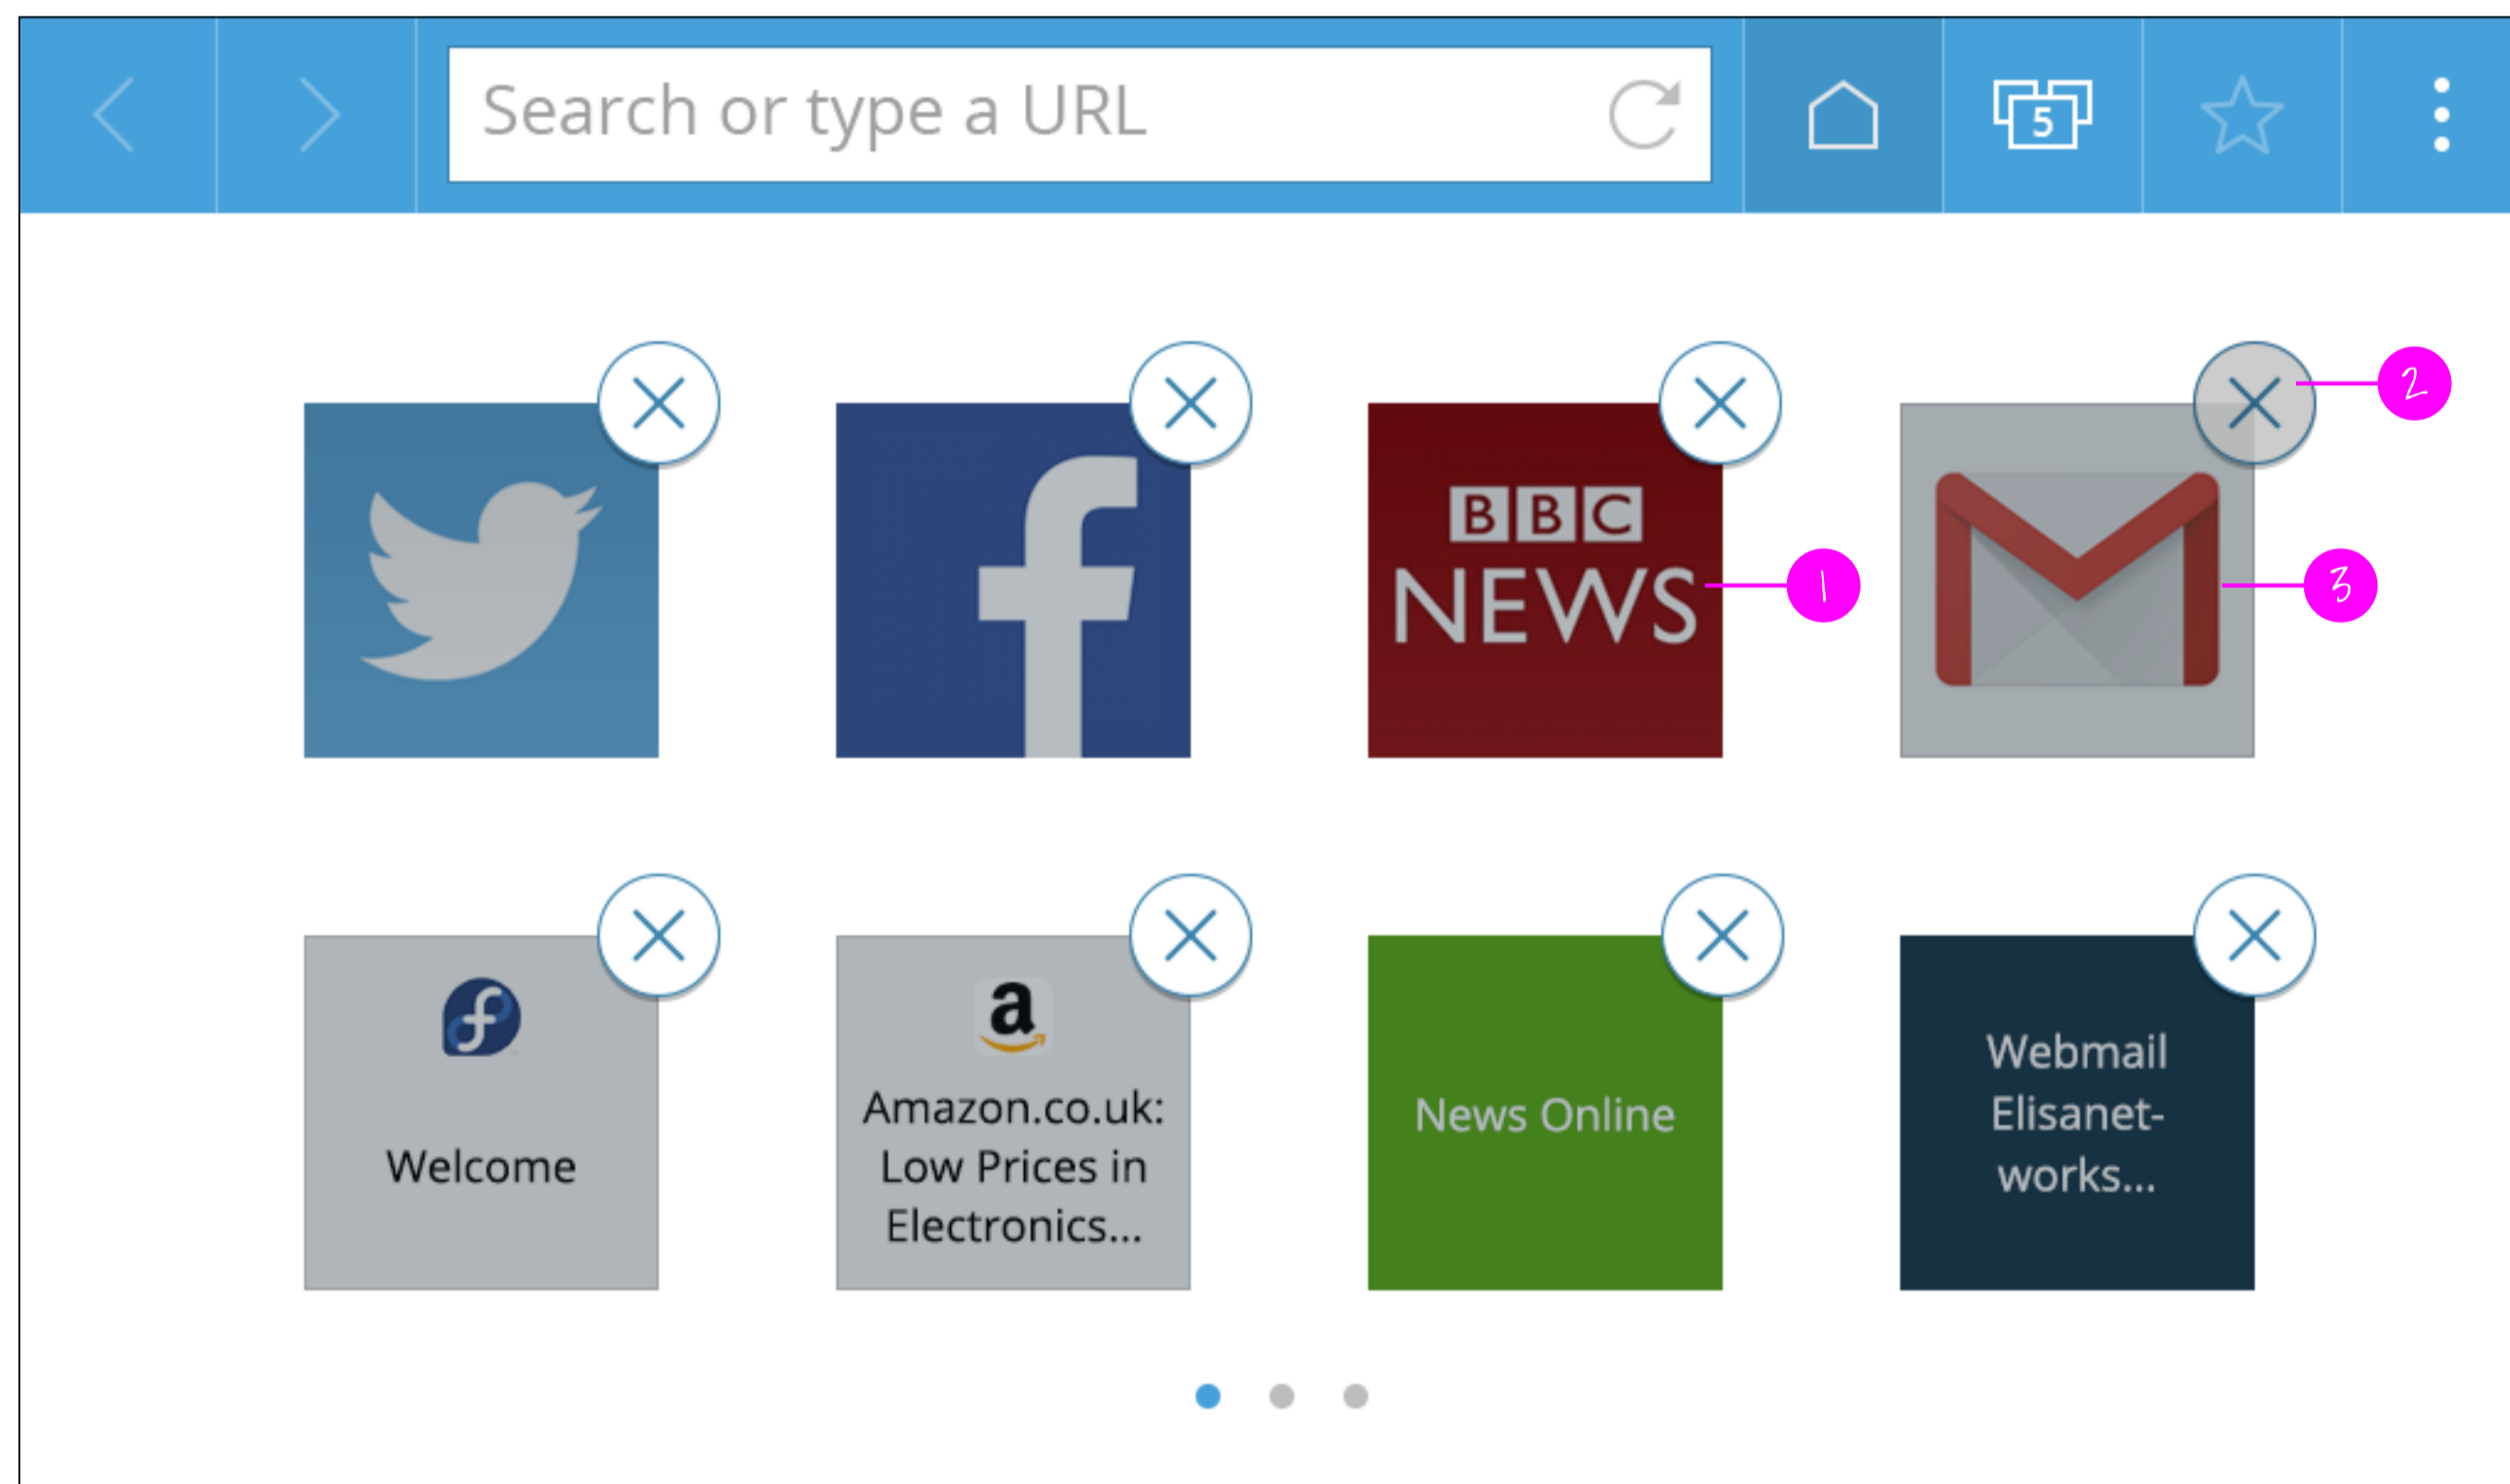 Search or type a URL
5
2
BBC
NEWS
1
3
Welcome
Amazon.co.uk:
Low Prices in
Electronics...
News Online
Webmail
Elisanet-
works...